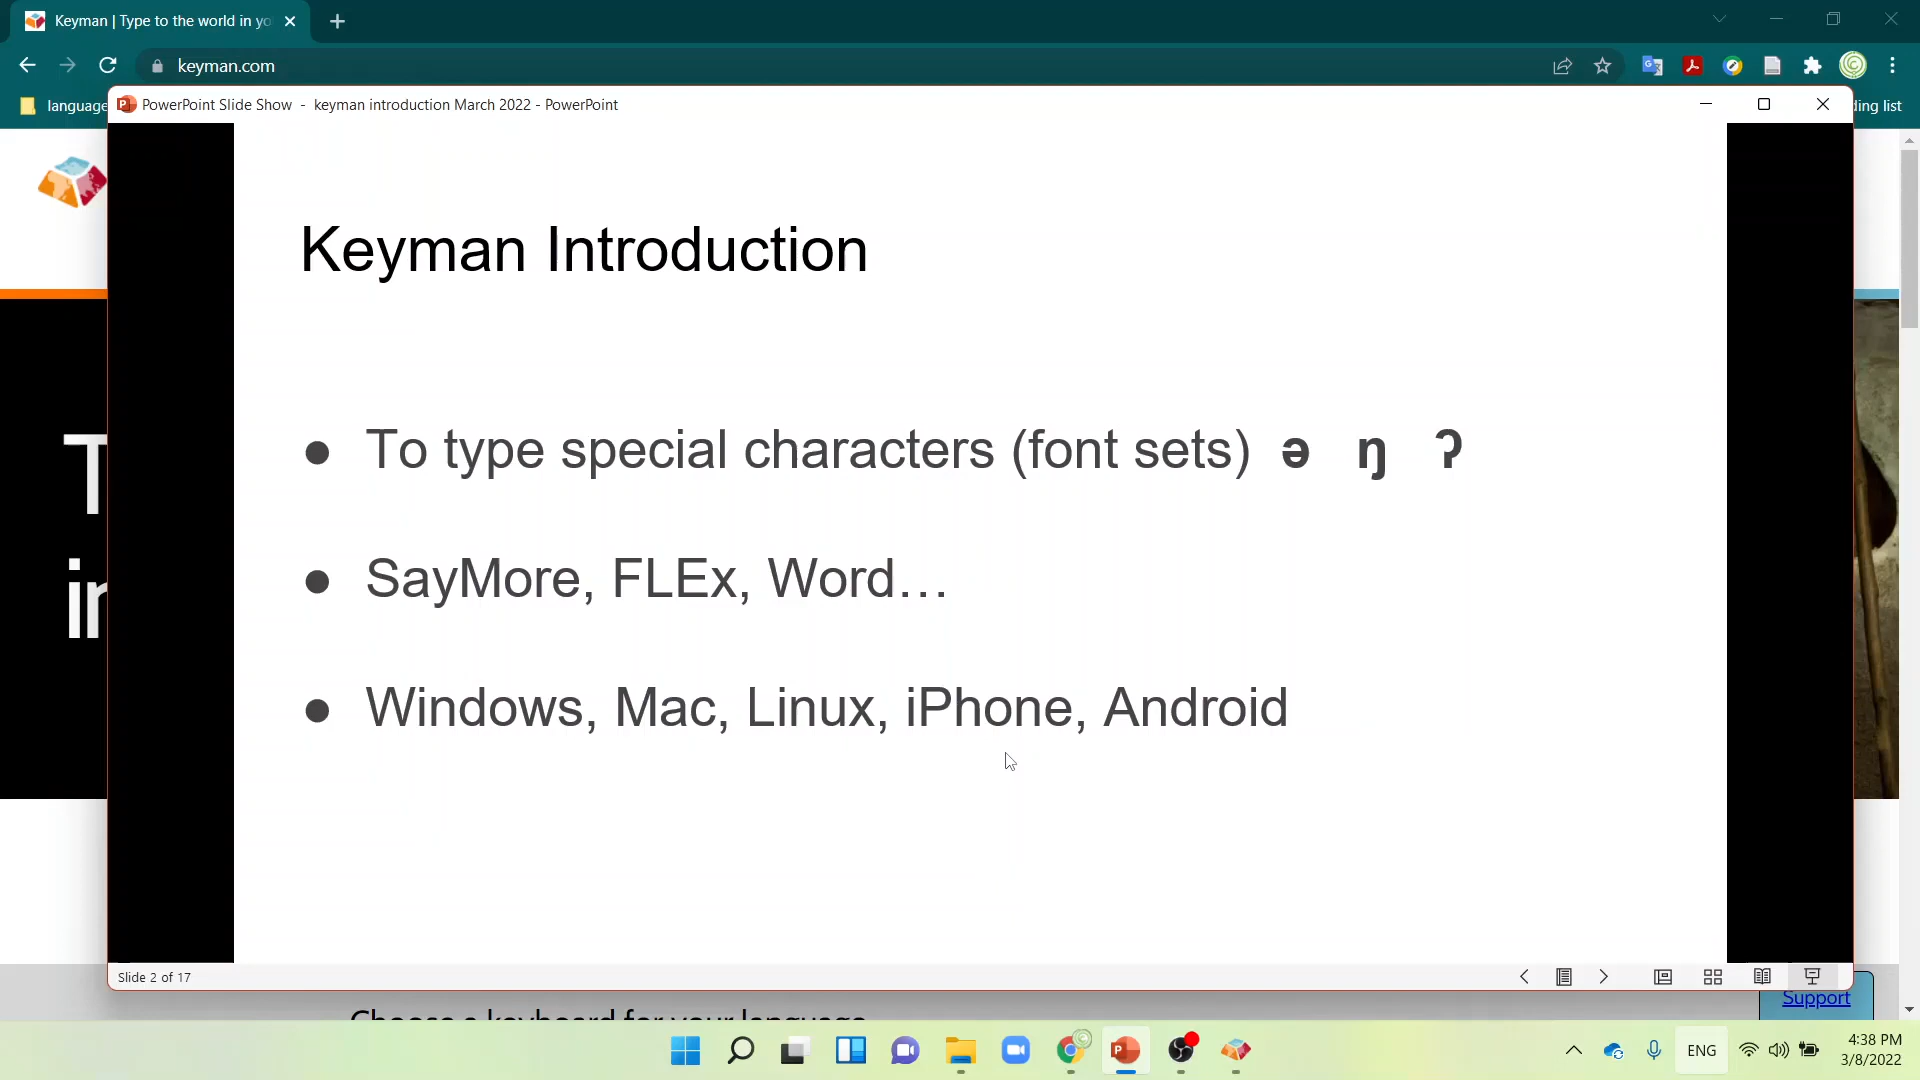 Keyman | Type to the world in yo
keyman.com
language
ding list
PowerPoint Slide Show - keyman introduction March 2022 - PowerPoint
Keyman Introduction
● To type special characters (font sets) ə ŋ ʔ
● SayMore, FLEx, Word…
● Windows, Mac, Linux, iPhone, Android
T
in
Slide 2 of 17
Support
Choose a keyboard for your language
ENG
4:38 PM
3/8/2022